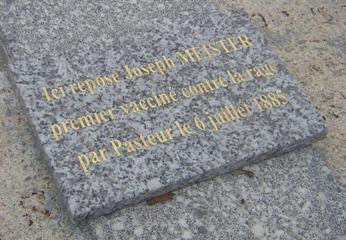 Ici repose Joseph MEISTER
premier vacciné contre la rage
par Pasteur le 6 juillet 1885